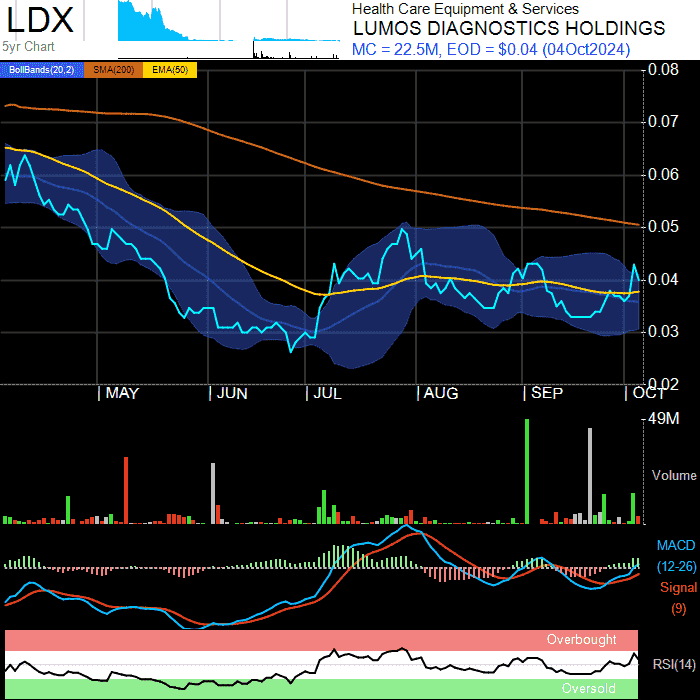 LDX
5yr Chart
Health Care Equipment & Services
LUMOS DIAGNOSTICS HOLDINGS
MC = 22.5M, EOD = $0.04 (04Oct2024)
BollBands(20,2) SMA(200) EMA(50)
0.08
0.07
0.06
0.05
0.04
0.03
0.02
MAY JUN JUL AUG SEP OCT
49M
Volume
MACD
(12-26)
Signal
(9)
Overbought
RSI(14)
Oversold